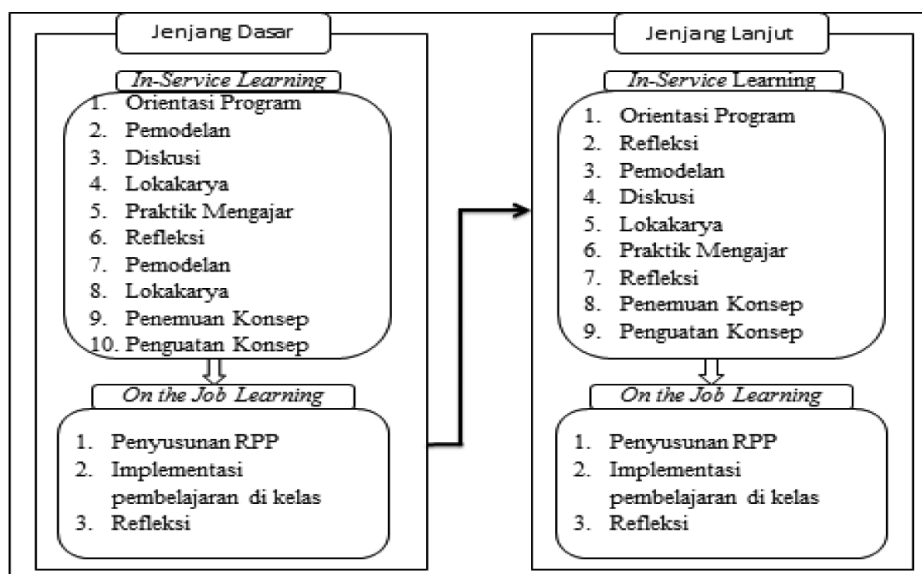 Jenjang Dasar
In-Service Learning
1. Orientasi Program
2. Pemodelan
3. Diskusi
4. Lokakarya
5. Praktik Mengajar
6. Refleksi
7. Pemodelan
8. Lokakarya
9. Penemuan Konsep
10. Penguatan Konsep
On the Job Learning
1. Penyusunan RPP
2. Implementasi
pembelajaran di kelas
3. Refleksi
Jenjang Lanjut
In-Service Learning
1. Orientasi Program
2. Refleksi
3. Pemodelan
4. Diskusi
5. Lokakarya
6. Praktik Mengajar
7. Refleksi
8. Penemuan Konsep
9. Penguatan Konsep
On the Job Learning
1. Penyusunan RPP
2. Implementasi
pembelajaran di kelas
3. Refleksi